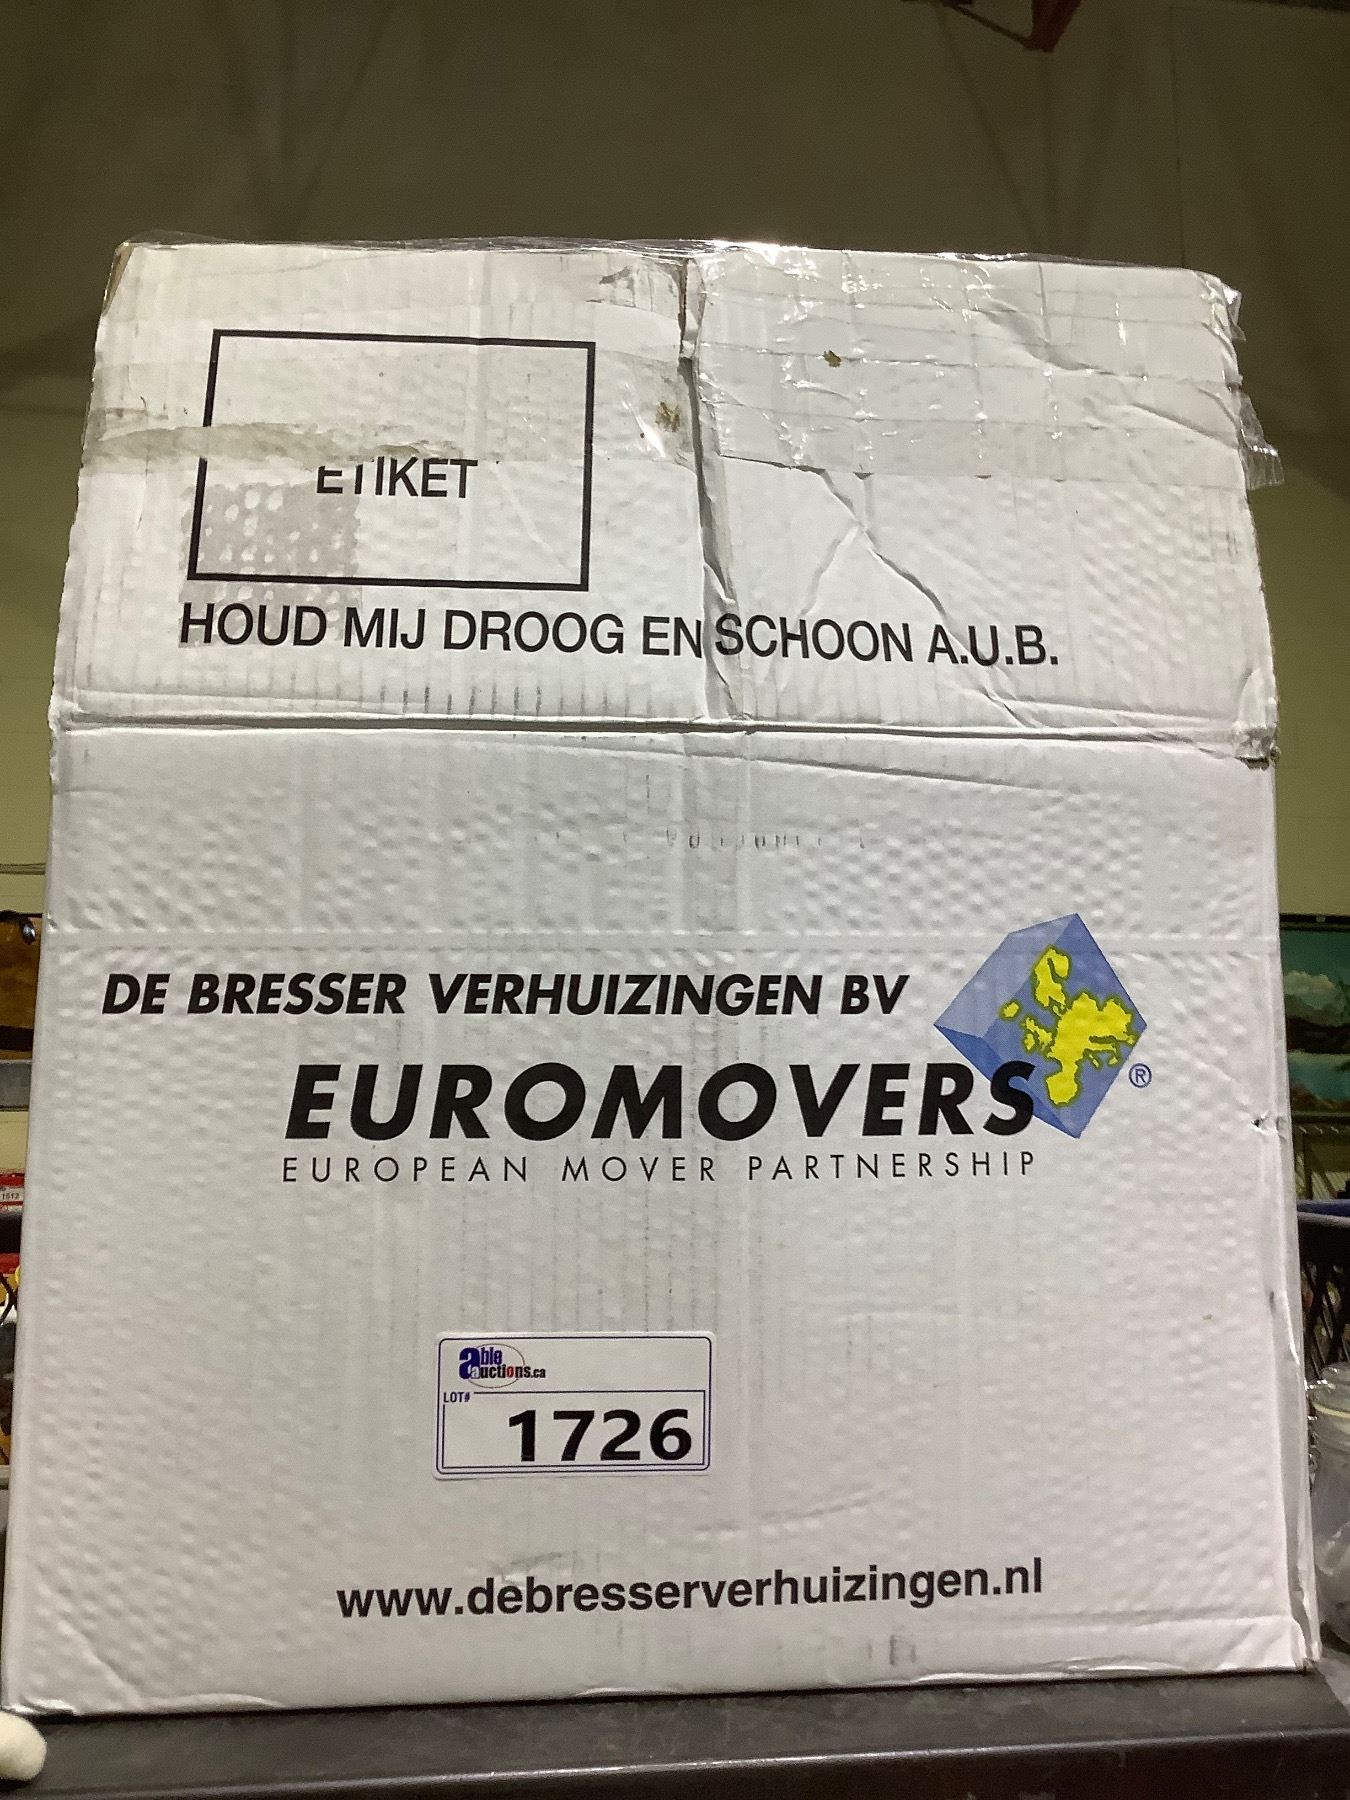 ETIKET
HOUD MIJ DROOG EN SCHOON A.U.B.
DE BRESSER VERHUIZINGEN BV
EUROMOVERS ®
EUROPEAN MOVER PARTNERSHIP
able auctions.ca
LOT#
1726
www.debresserverhuizingen.nl
1512